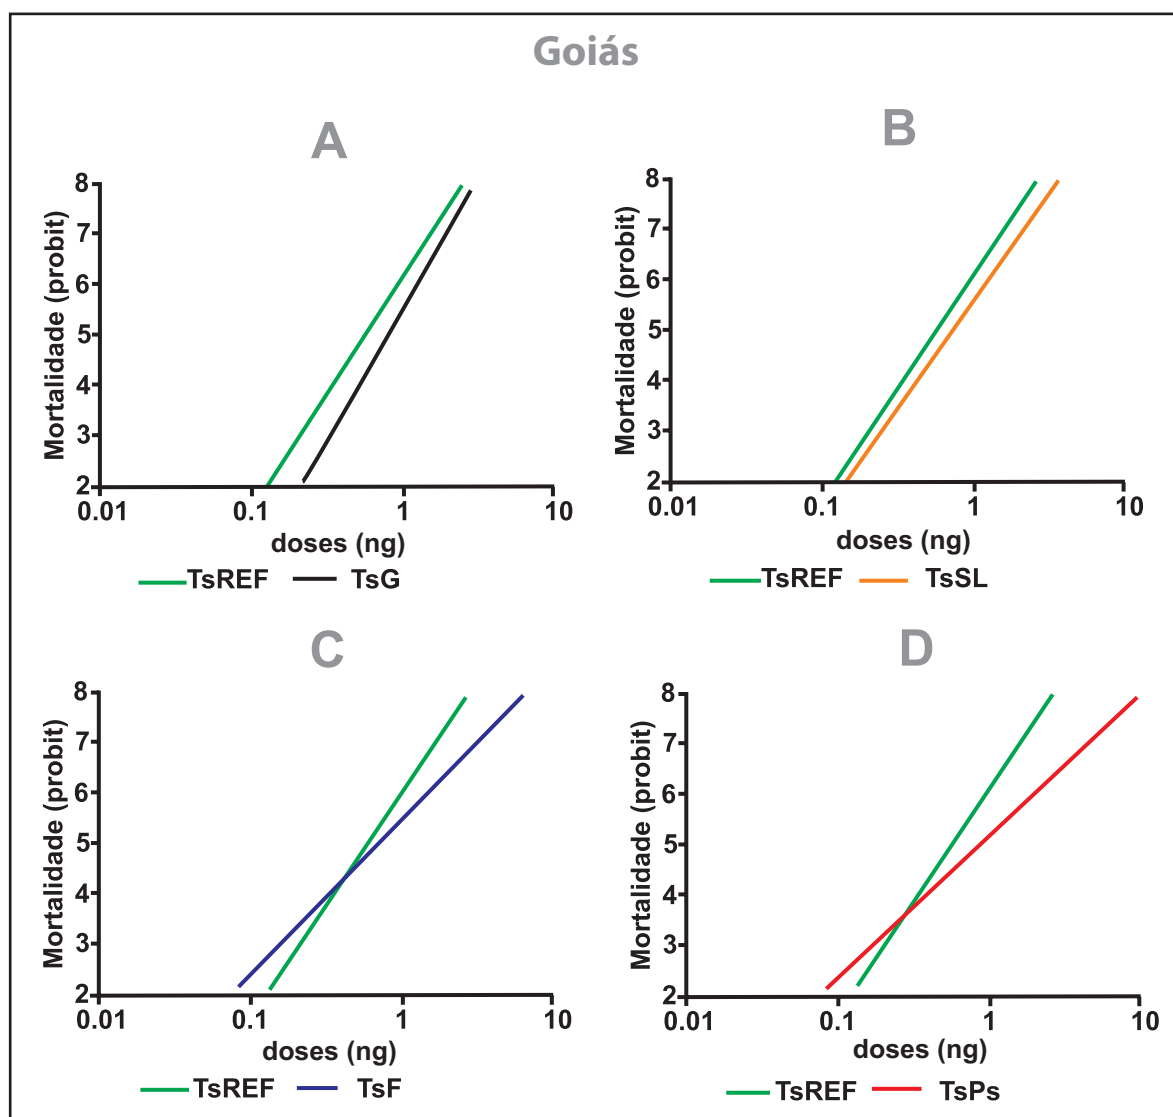 Goiás
A
Mortalidade (probit)
8
7
6
5
4
3
2
0.01 0.1 1 10
doses (ng)
TsREF TsG
B
Mortalidade (probit)
8
7
6
5
4
3
2
0.01 0.1 1 10
doses (ng)
TsREF TsSL
C
Mortalidade (probit)
8
7
6
5
4
3
2
0.01 0.1 1 10
doses (ng)
TsREF TsF
D
Mortalidade (probit)
8
7
6
5
4
3
2
0.01 0.1 1 10
doses (ng)
TsREF TsPs